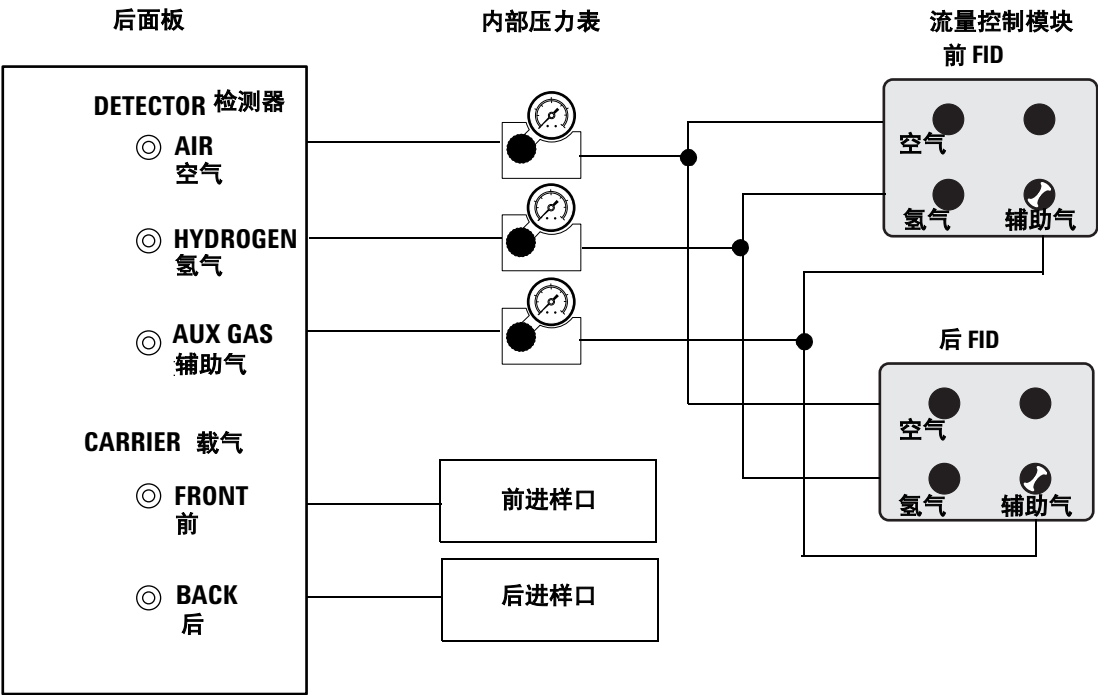 后面板
内部压力表
流量控制模块
前 FID
DETECTOR 检测器
AIR
空气
HYDROGEN
氢气
AUX GAS
辅助气
CARRIER 载气
FRONT
前
BACK
后
前进样口
后进样口
空气
氢气
辅助气
后 FID
空气
氢气
辅助气